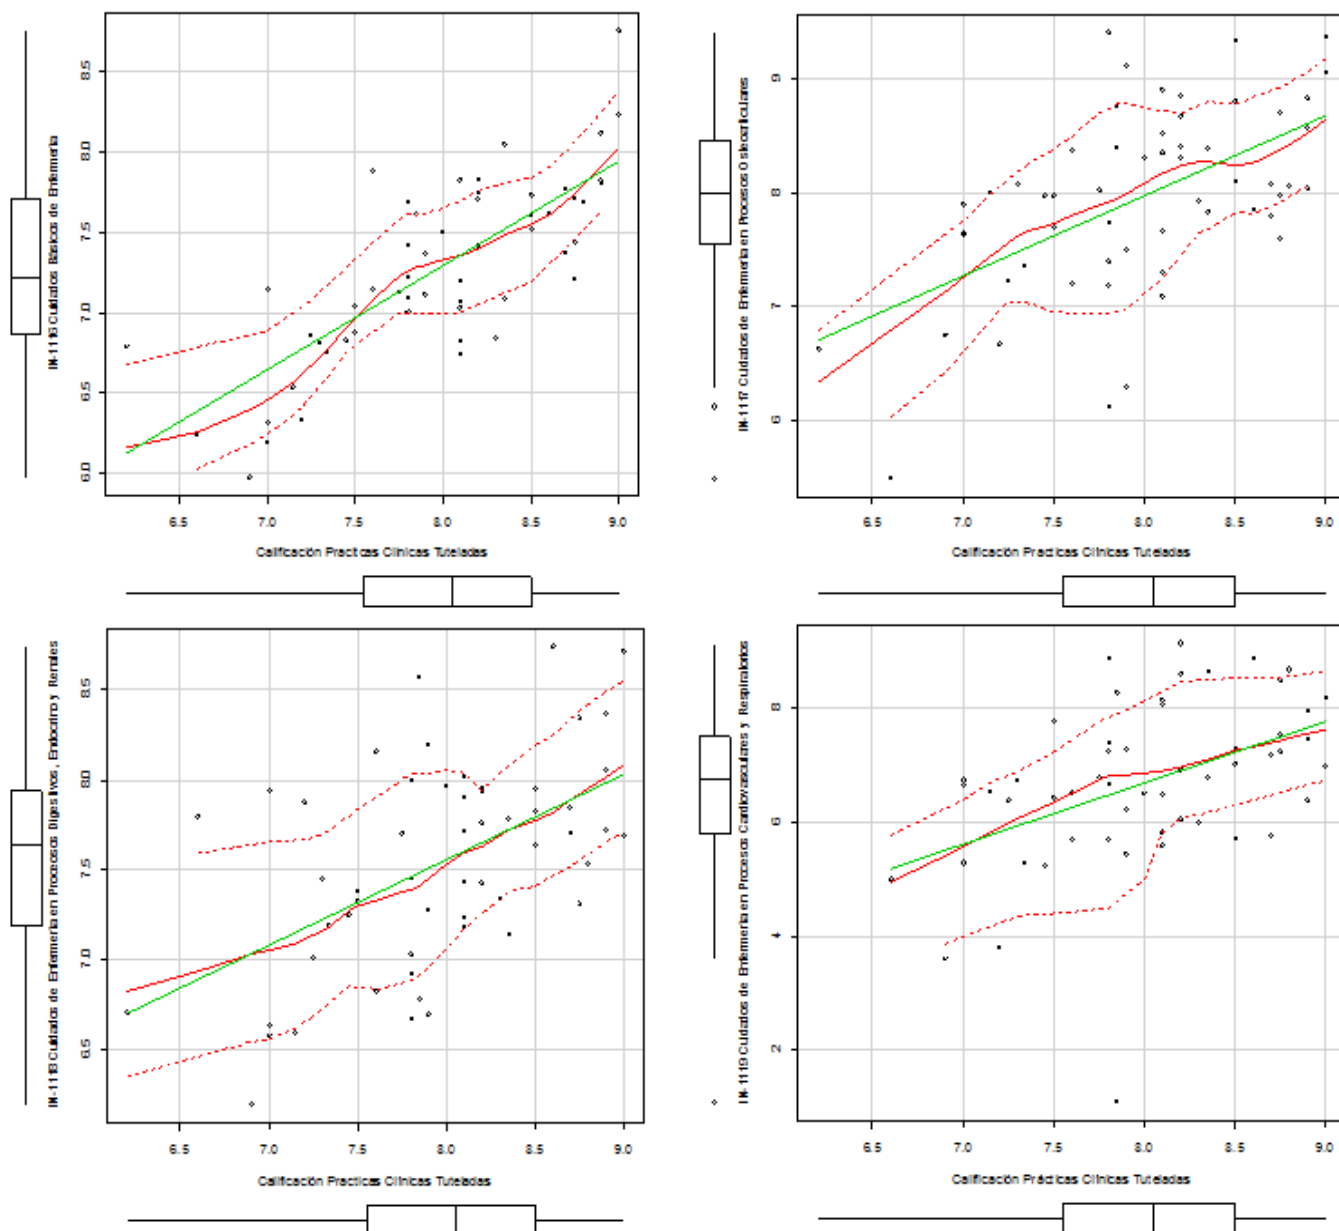 IM-1116 Cuidados Básicos de Enfermería
8.5
8.0
7.5
7.0
6.5
6.0
6.5 7.0 7.5 8.0 8.5 9.0
Calificación Practicas Clínicas Tuteladas
IM-1117 Cuidados de Enfermería en Procesos Osteoarticulares
9
8
7
6
6.5 7.0 7.5 8.0 8.5 9.0
Calificación Practicas Clínicas Tuteladas
IM-1118 Cuidados de Enfermería en Procesos Digestivos, Endocrino y Renales
8.5
8.0
7.5
7.0
6.5
6.5 7.0 7.5 8.0 8.5 9.0
Calificación Practicas Clínicas Tuteladas
IM-1119 Cuidados de Enfermería en Procesos Cardiovasculares y Respiratorios
8
6
4
2
6.5 7.0 7.5 8.0 8.5 9.0
Calificación Prácticas Clínicas Tuteladas